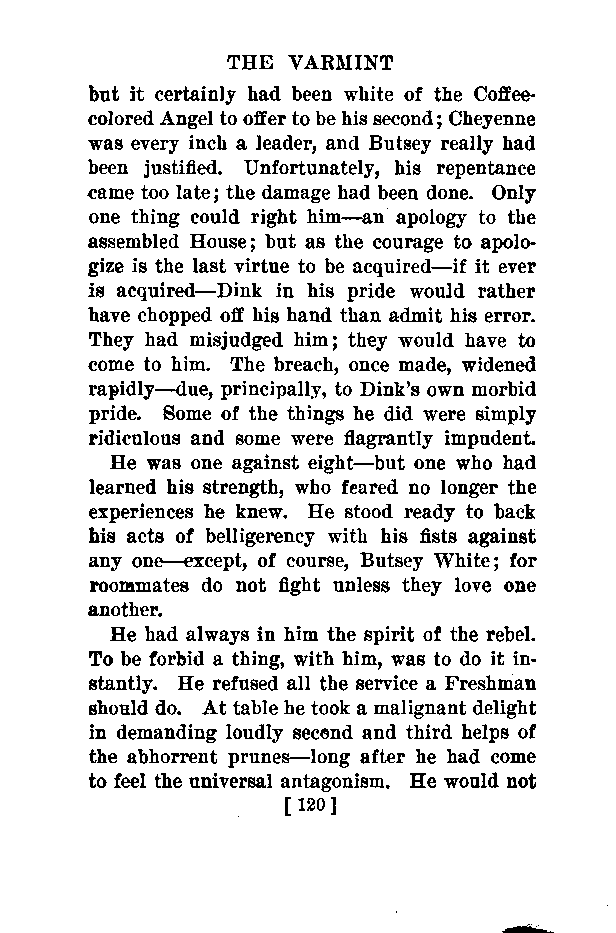 THE VARMINT
but it certainly had been white of the Coffee-
colored Angel to offer to be his second; Cheyenne
was every inch a leader, and Butsey really had
been justified. Unfortunately, his repentance
came too late; the damage had been done. Only
one thing could right him—an apology to the
assembled House; but as the courage to apolo-
gize is the last virtue to be acquired—if it ever
is acquired—Dink in his pride would rather
have chopped off his hand than admit his error.
They had misjudged him; they would have to
come to him. The breach, once made, widened
rapidly—due, principally, to Dink's own morbid
pride. Some of the things he did were simply
ridiculous and some were flagrantly impudent.
He was one against eight—but one who had
learned his strength, who feared no longer the
experiences he knew. He stood ready to back
his acts of belligerency with his fists against
any one—except, of course, Butsey White; for
roommates do not fight unless they love one
another.
He had always in him the spirit of the rebel.
To be forbid a thing, with him, was to do it in-
stantly. He refused all the service a Freshman
should do. At table he took a malignant delight
in demanding loudly second and third helps of
the abhorrent prunes—long after he had come
to feel the universal antagonism. He would not
[ 120 ]